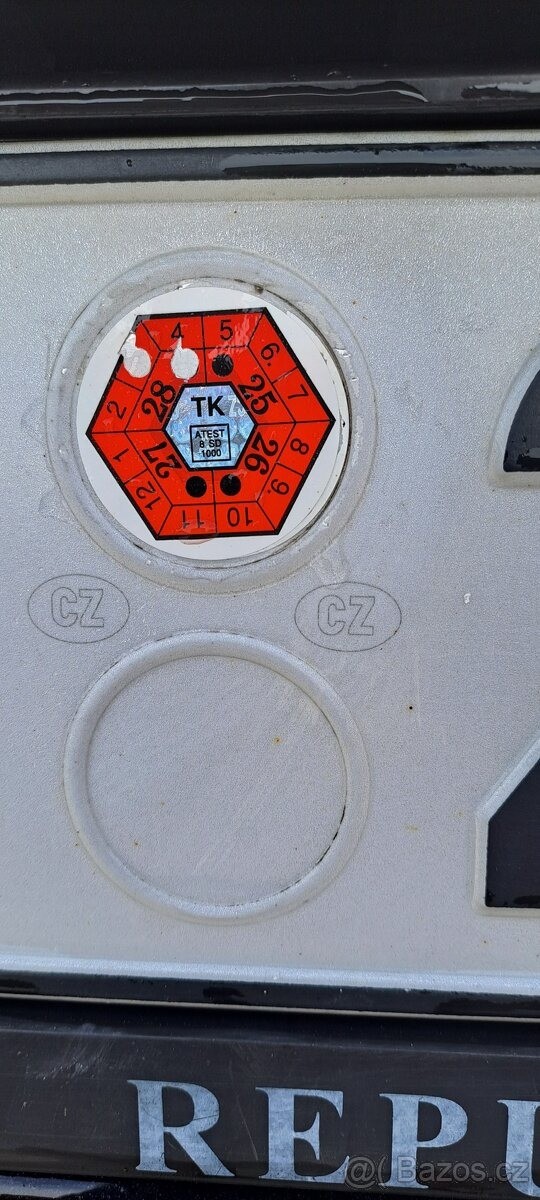 4 5 6. 7 8 9. 10 11 12 1 2
28 25 26 27
TK
ATEST
8 SD
1000
CZ CZ
REPU
@( Bazos.cz